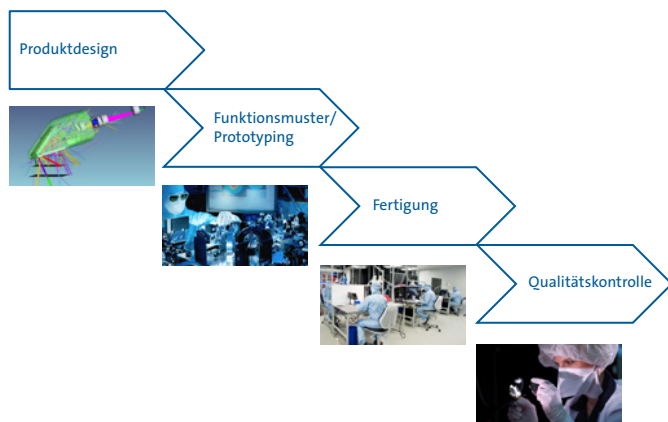 Produktdesign
Funktionsmuster/
Prototyping
Fertigung
Qualitätskontrolle